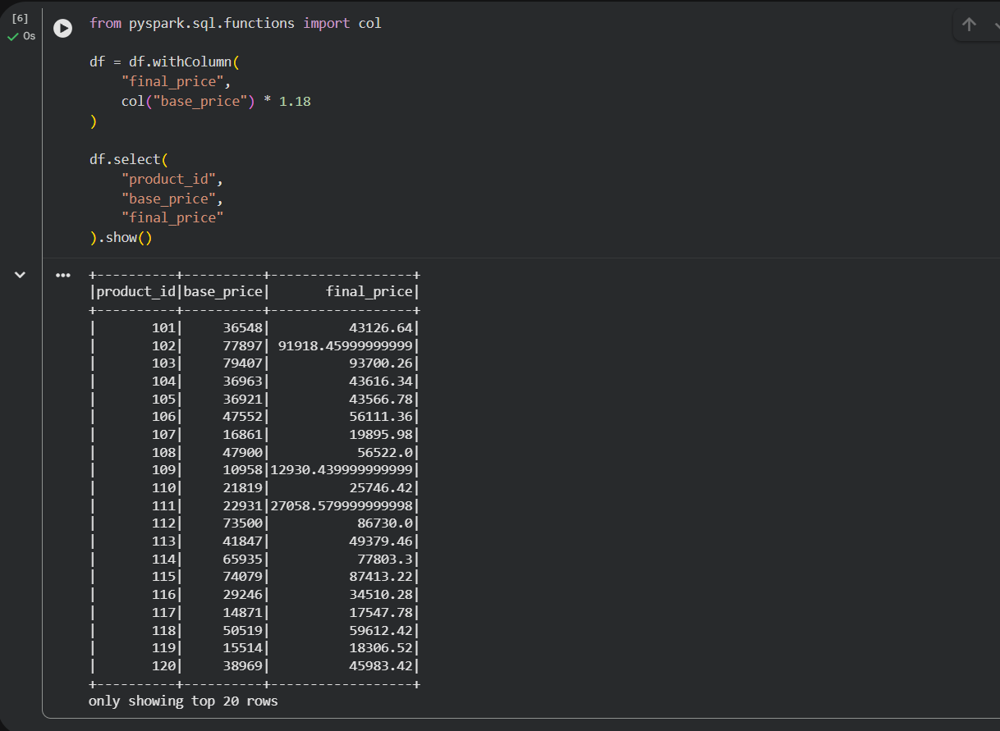 [6]
0s
from pyspark.sql.functions import col
df = df.withColumn(
    "final_price",
    col("base_price") * 1.18
)
df.select(
    "product_id",
    "base_price",
    "final_price"
).show()
+----------+----------+------------------+
|product_id|base_price|       final_price|
+----------+----------+------------------+
|       101|     36548|          43126.64|
|       102|     77897| 91918.45999999999|
|       103|     79407|          93700.26|
|       104|     36963|          43616.34|
|       105|     36921|          43566.78|
|       106|     47552|          56111.36|
|       107|     16861|          19895.98|
|       108|     47900|           56522.0|
|       109|     10958|12930.439999999999|
|       110|     21819|          25746.42|
|       111|     22931|27058.579999999998|
|       112|     73500|           86730.0|
|       113|     41847|          49379.46|
|       114|     65935|           77803.3|
|       115|     74079|          87413.22|
|       116|     29246|          34510.28|
|       117|     14871|          17547.78|
|       118|     50519|          59612.42|
|       119|     15514|          18306.52|
|       120|     38969|          45983.42|
+----------+----------+------------------+
only showing top 20 rows